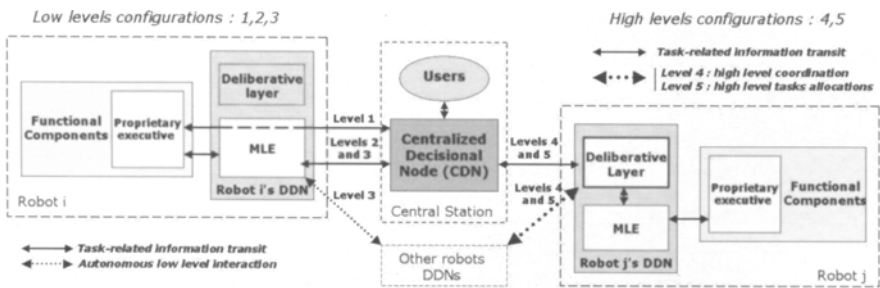 Low levels configurations : 1,2,3
High levels configurations : 4,5
Task-related information transit
Level 4 : high level coordination
Level 5 : high level tasks allocations
Users
Deliberative
layer
Functional
Components
Proprietary
executive
MLE
Robot i's DDN
Robot i
Level 1
Levels 2
and 3
Level 3
Centralized
Decisional
Node (CDN)
Central Station
Levels 4
and 5
Levels 4
and 5
Other robots
DDNs
Deliberative
Layer
MLE
Robot j's DDN
Proprietary
executive
Functional
Components
Robot j
Task-related information transit
Autonomous low level interaction